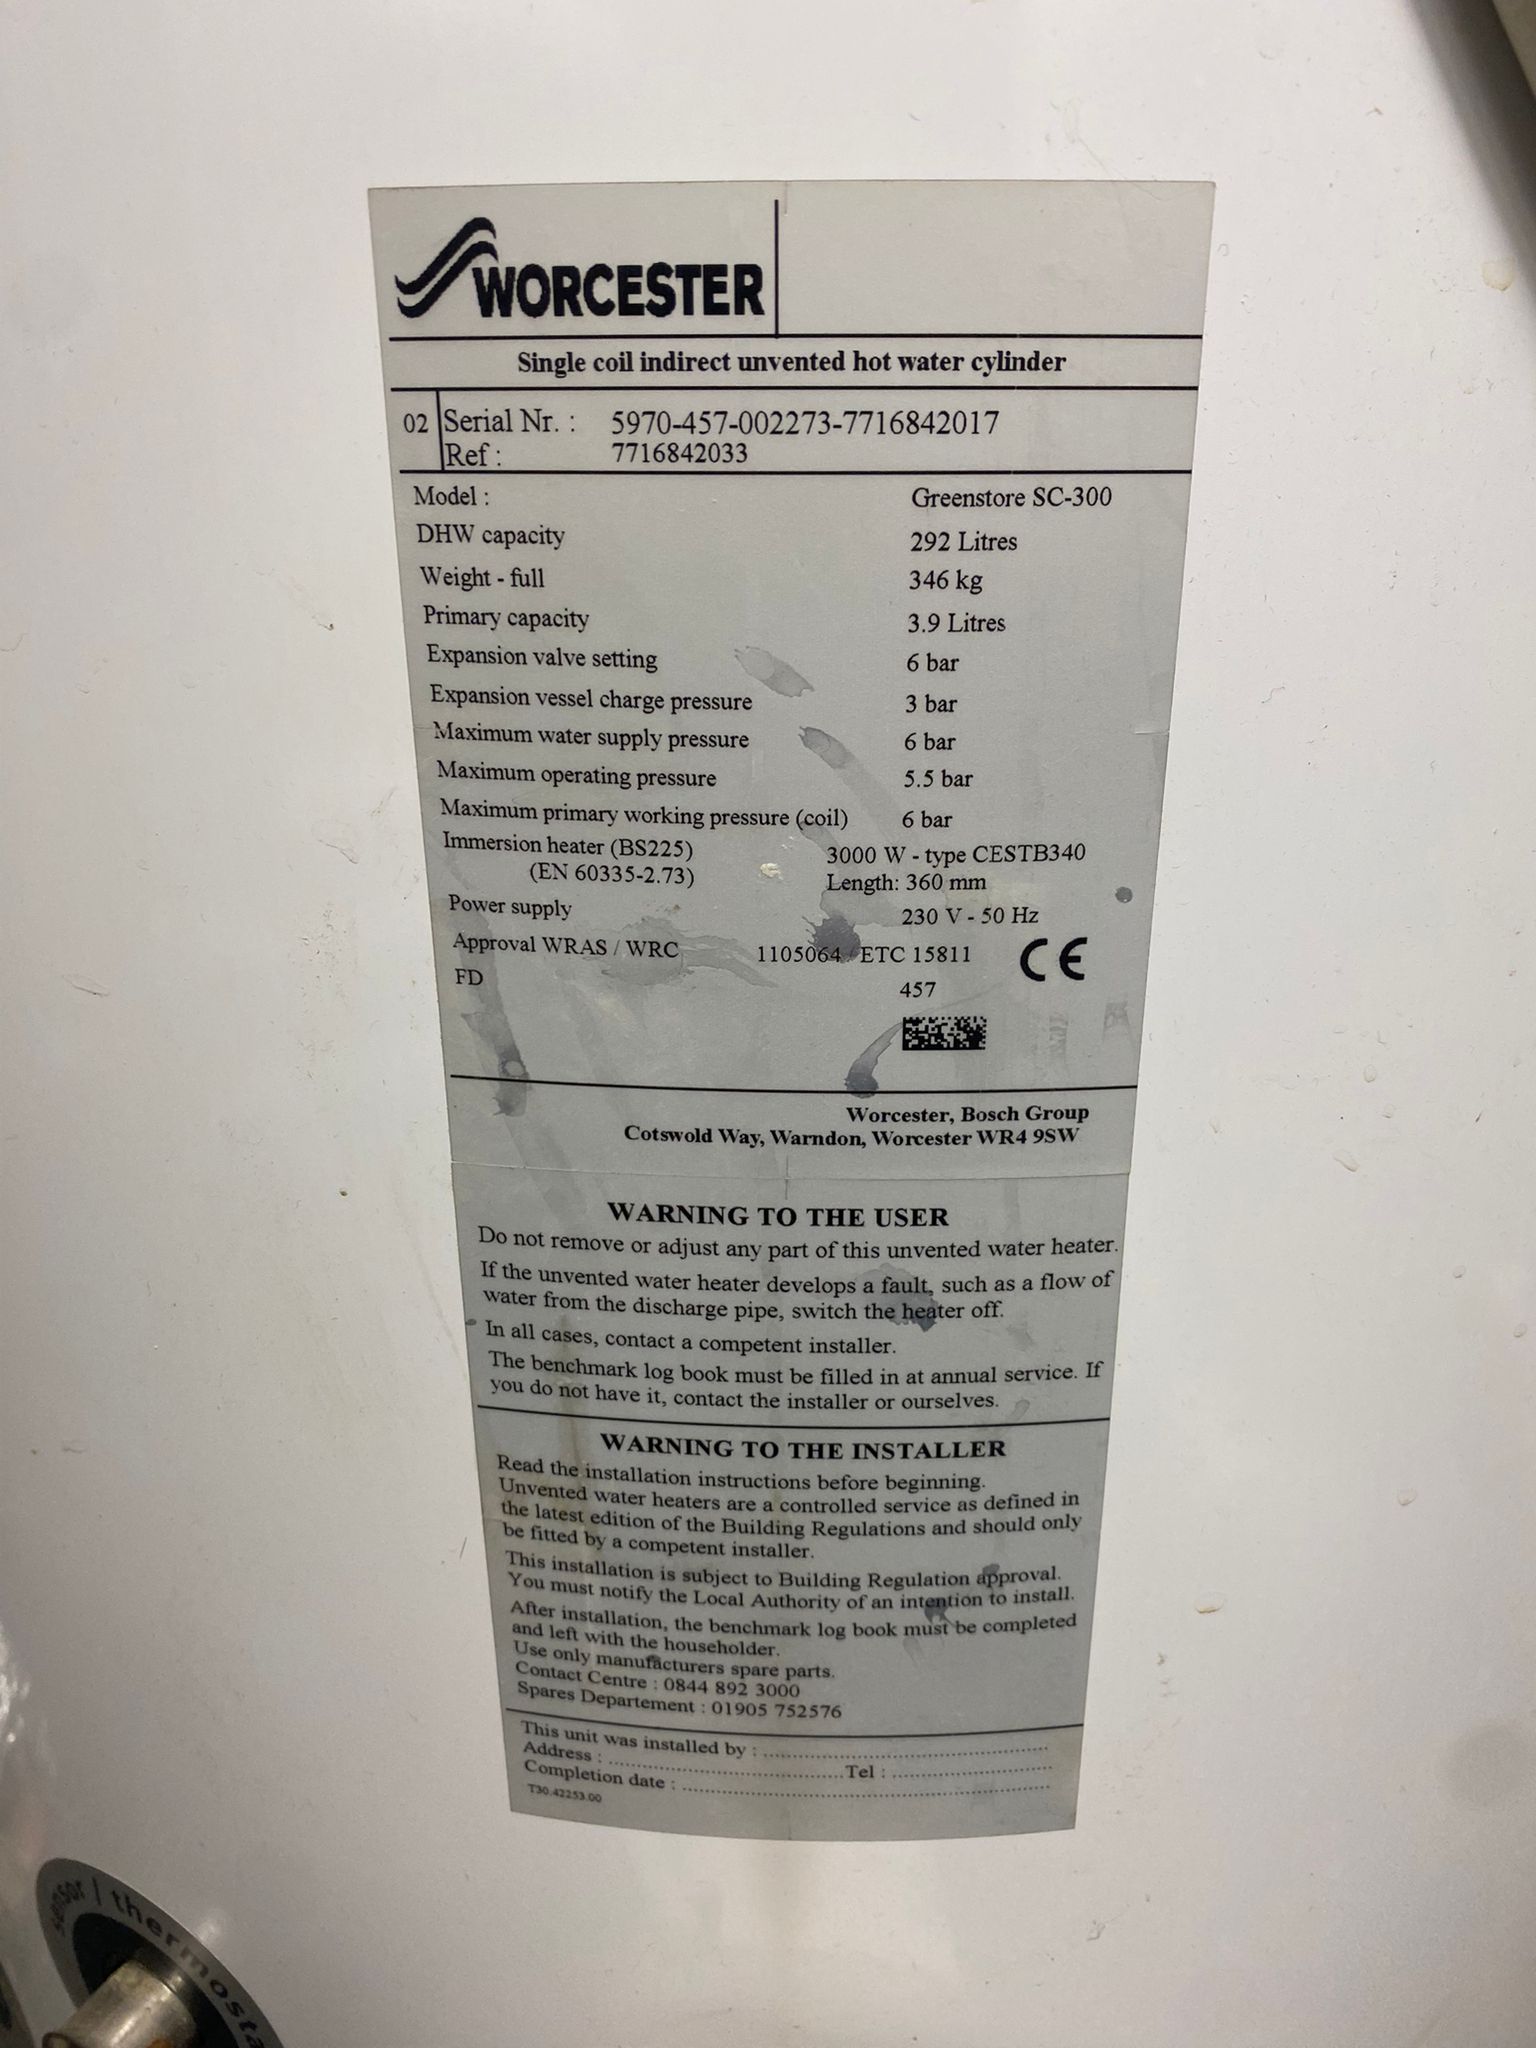 WORCESTER
Single coil indirect unvented hot water cylinder
02 Serial Nr. : 5970-457-002273-7716842017
Ref : 7716842033
Model : Greenstore SC-300
DHW capacity 292 Litres
Weight - full 346 kg
Primary capacity 3.9 Litres
Expansion valve setting 6 bar
Expansion vessel charge pressure 3 bar
Maximum water supply pressure 6 bar
Maximum operating pressure 5.5 bar
Maximum primary working pressure (coil) 6 bar
Immersion heater (BS225) 3000 W - type CESTB340
(EN 60335-2.73) Length: 360 mm
Power supply 230 V - 50 Hz
Approval WRAS / WRC 1105064 / ETC 15811 CE
FD 457
Worcester, Bosch Group
Cotswold Way, Warndon, Worcester WR4 9SW
WARNING TO THE USER
Do not remove or adjust any part of this unvented water heater.
If the unvented water heater develops a fault, such as a flow of
water from the discharge pipe, switch the heater off.
In all cases, contact a competent installer.
The benchmark log book must be filled in at annual service. If
you do not have it, contact the installer or ourselves.
WARNING TO THE INSTALLER
Read the installation instructions before beginning.
Unvented water heaters are a controlled service as defined in
the latest edition of the Building Regulations and should only
be fitted by a competent installer.
This installation is subject to Building Regulation approval.
You must notify the Local Authority of an intention to install.
After installation, the benchmark log book must be completed
and left with the householder.
Use only manufacturers spare parts.
Contact Centre : 0844 892 3000
Spares Departement : 01905 752576
This unit was installed by : ........................................
Address : ........................................ Tel : ........................
Completion date : ........................................
T30.42253.00
sensor | thermosta